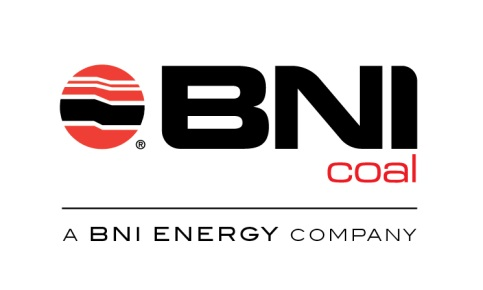 ® BNI
coal
A BNI ENERGY COMPANY